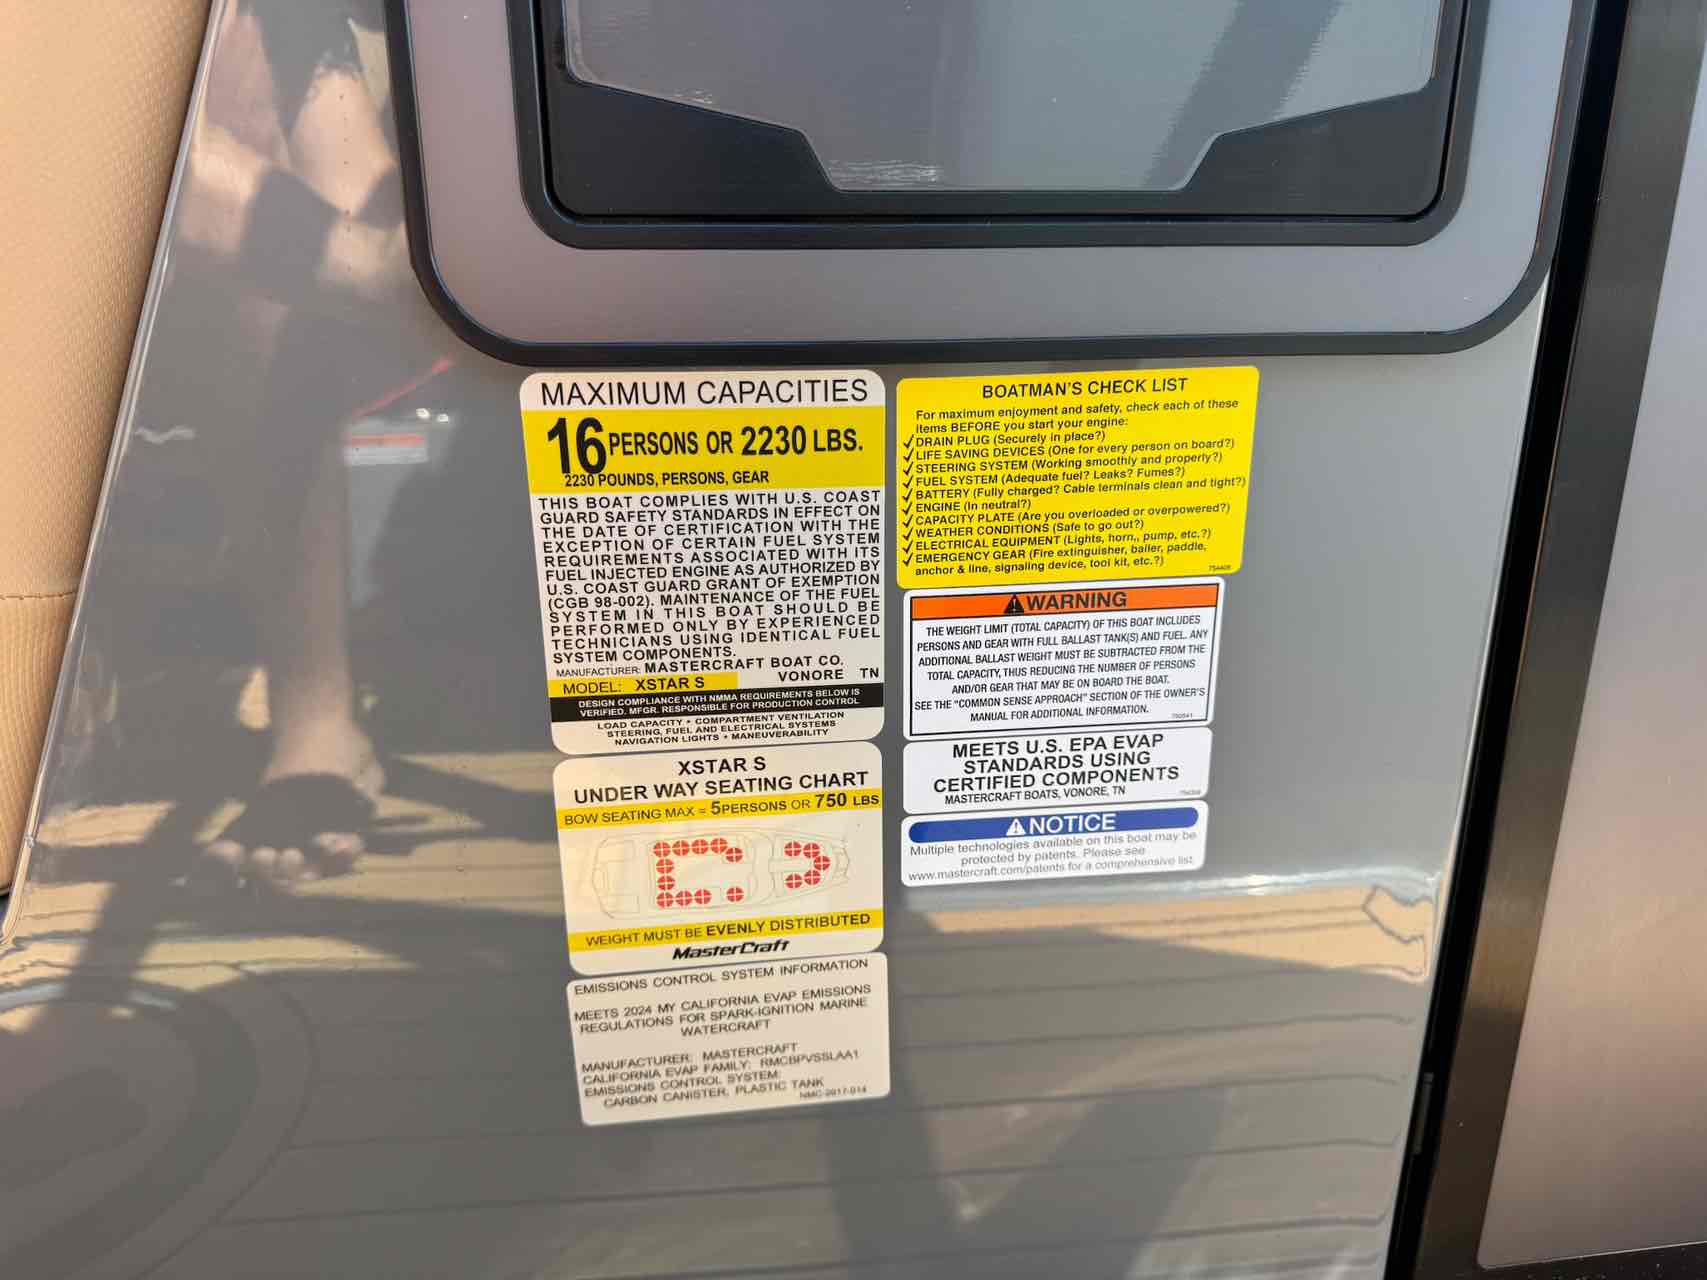 MAXIMUM CAPACITIES
16 PERSONS OR 2230 LBS.
2230 POUNDS, PERSONS, GEAR
THIS BOAT COMPLIES WITH U.S. COAST
GUARD SAFETY STANDARDS IN EFFECT ON
THE DATE OF CERTIFICATION WITH THE
EXCEPTION OF CERTAIN FUEL SYSTEM
REQUIREMENTS ASSOCIATED WITH ITS
FUEL INJECTED ENGINE AS AUTHORIZED BY
U.S. COAST GUARD GRANT OF EXEMPTION
(CGB 98-002). MAINTENANCE OF THE FUEL
SYSTEM IN THIS BOAT SHOULD BE
PERFORMED ONLY BY EXPERIENCED
TECHNICIANS USING IDENTICAL FUEL
SYSTEM COMPONENTS.
MANUFACTURER: MASTERCRAFT BOAT CO.
VONORE TN
MODEL: XSTAR S
DESIGN COMPLIANCE WITH NMMA REQUIREMENTS BELOW IS
VERIFIED. MFGR. RESPONSIBLE FOR PRODUCTION CONTROL
LOAD CAPACITY • COMPARTMENT VENTILATION
STEERING, FUEL AND ELECTRICAL SYSTEMS
NAVIGATION LIGHTS • MANEUVERABILITY
XSTAR S
UNDER WAY SEATING CHART
BOW SEATING MAX = 5 PERSONS OR 750 LBS
WEIGHT MUST BE EVENLY DISTRIBUTED
MasterCraft
EMISSIONS CONTROL SYSTEM INFORMATION
MEETS 2024 MY CALIFORNIA EVAP EMISSIONS
REGULATIONS FOR SPARK-IGNITION MARINE
WATERCRAFT
MANUFACTURER: MASTERCRAFT
CALIFORNIA EVAP FAMILY: RMCBPVSSLAA1
EMISSIONS CONTROL SYSTEM:
CARBON CANISTER, PLASTIC TANK
NMC-2017-014
BOATMAN'S CHECK LIST
For maximum enjoyment and safety, check each of these
items BEFORE you start your engine:
✓ DRAIN PLUG (Securely in place?)
✓ LIFE SAVING DEVICES (One for every person on board?)
✓ STEERING SYSTEM (Working smoothly and properly?)
✓ FUEL SYSTEM (Adequate fuel? Leaks? Fumes?)
✓ BATTERY (Fully charged? Cable terminals clean and tight?)
✓ ENGINE (In neutral?)
✓ CAPACITY PLATE (Are you overloaded or overpowered?)
✓ WEATHER CONDITIONS (Safe to go out?)
✓ ELECTRICAL EQUIPMENT (Lights, horn,, pump, etc.?)
✓ EMERGENCY GEAR (Fire extinguisher, bailer, paddle,
anchor & line, signaling device, tool kit, etc.?)
WARNING
THE WEIGHT LIMIT (TOTAL CAPACITY) OF THIS BOAT INCLUDES
PERSONS AND GEAR WITH FULL BALLAST TANK(S) AND FUEL. ANY
ADDITIONAL BALLAST WEIGHT MUST BE SUBTRACTED FROM THE
TOTAL CAPACITY, THUS REDUCING THE NUMBER OF PERSONS
AND/OR GEAR THAT MAY BE ON BOARD THE BOAT.
SEE THE "COMMON SENSE APPROACH" SECTION OF THE OWNER'S
MANUAL FOR ADDITIONAL INFORMATION.
MEETS U.S. EPA EVAP
STANDARDS USING
CERTIFIED COMPONENTS
MASTERCRAFT BOATS, VONORE, TN
NOTICE
Multiple technologies available on this boat may be
protected by patents. Please see
www.mastercraft.com/patents for a comprehensive list.